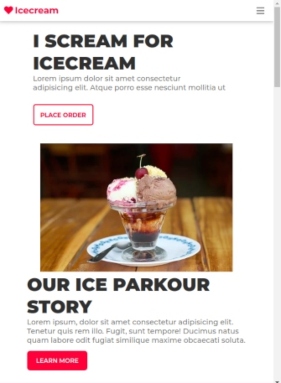 Icecream
I SCREAM FOR
ICECREAM
Lorem ipsum dolor sit amet consectetur
adipisicing elit. Atque porro esse nesciunt mollitia ut
PLACE ORDER
OUR ICE PARKOUR
STORY
Lorem ipsum, dolor sit amet consectetur adipisicing elit.
Tenetur quis rem illo. Fugit, sunt tempore! Ducimus natus
quam labore odit fugiat similique maxime obcaecati soluta.
LEARN MORE